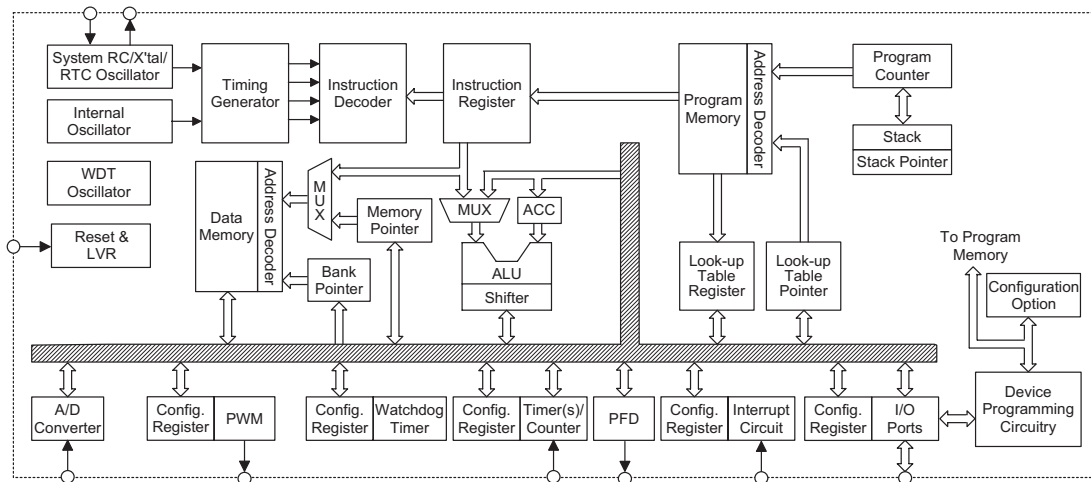 System RC/X'tal/
RTC Oscillator
Internal
Oscillator
WDT
Oscillator
Reset &
LVR
Timing
Generator
Instruction
Decoder
Instruction
Register
Program
Memory
Address Decoder
Program
Counter
Stack
Stack Pointer
Data
Memory
Address Decoder
MUX
Memory
Pointer
Bank
Pointer
MUX
ACC
ALU
Shifter
Look-up
Table
Register
Look-up
Table
Pointer
To Program
Memory
Configuration
Option
A/D
Converter
Config.
Register
PWM
Config.
Register
Watchdog
Timer
Config.
Register
Timer(s)/
Counter
PFD
Config.
Register
Interrupt
Circuit
Config.
Register
I/O
Ports
Device
Programming
Circuitry